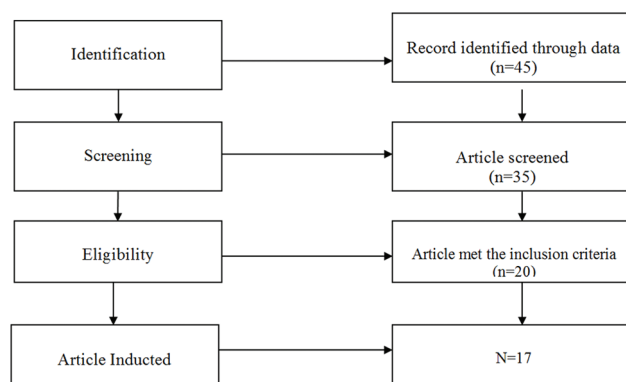 Identification
Record identified through data
(n=45)
Screening
Article screened
(n=35)
Eligibility
Article met the inclusion criteria
(n=20)
Article Inducted
N=17